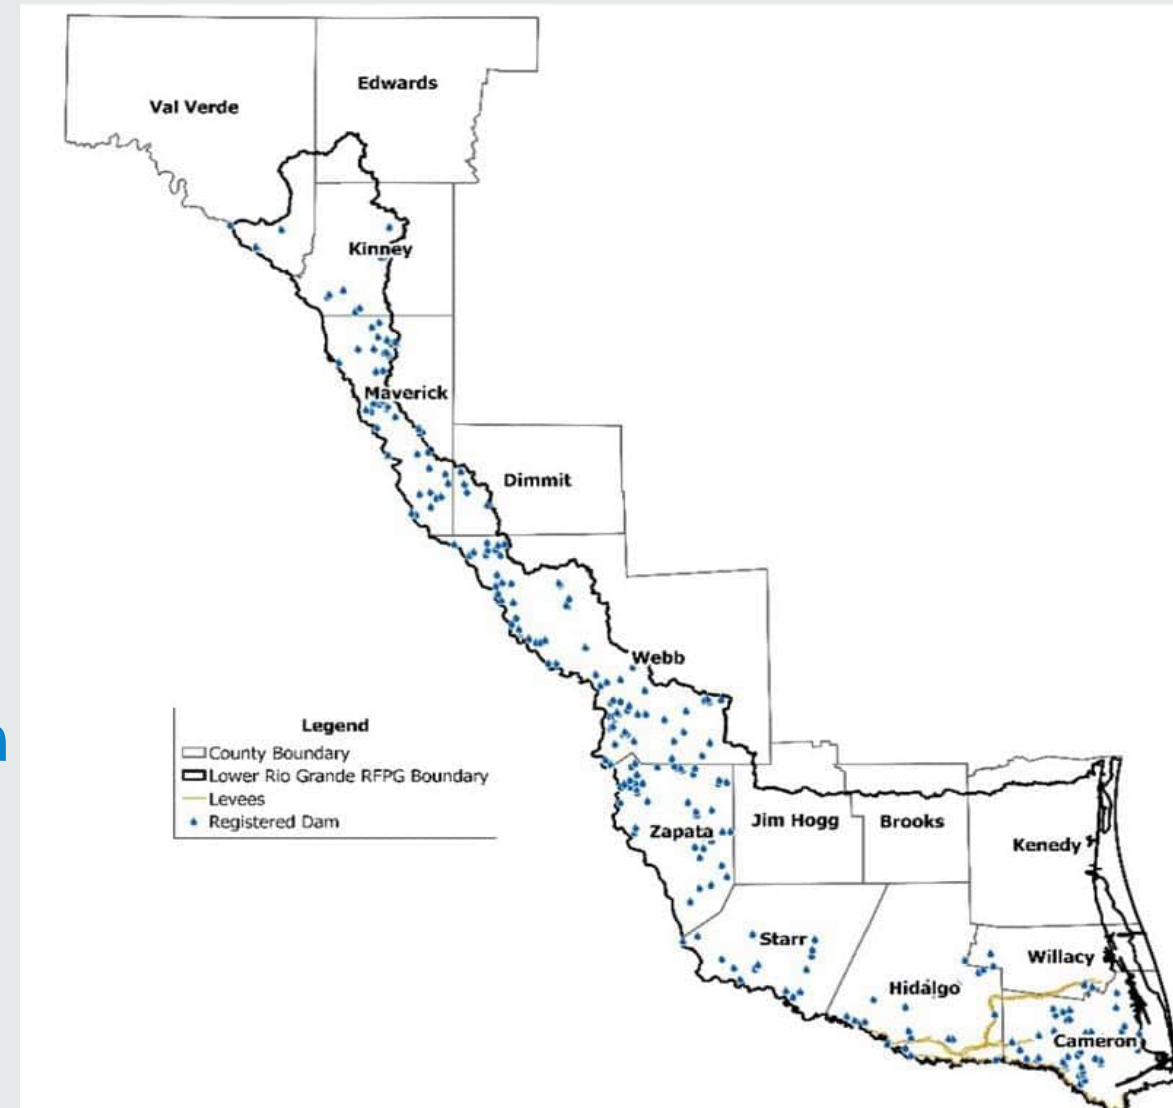 Edwards
Val Verde
Kinney
Maverick
Dimmit
Webb
Legend
County Boundary
Lower Rio Grande RFPG Boundary
Levees
Registered Dam
Zapata
Jim Hogg
Brooks
Kenedy
Starr
Willacy
Hidalgo
Cameron